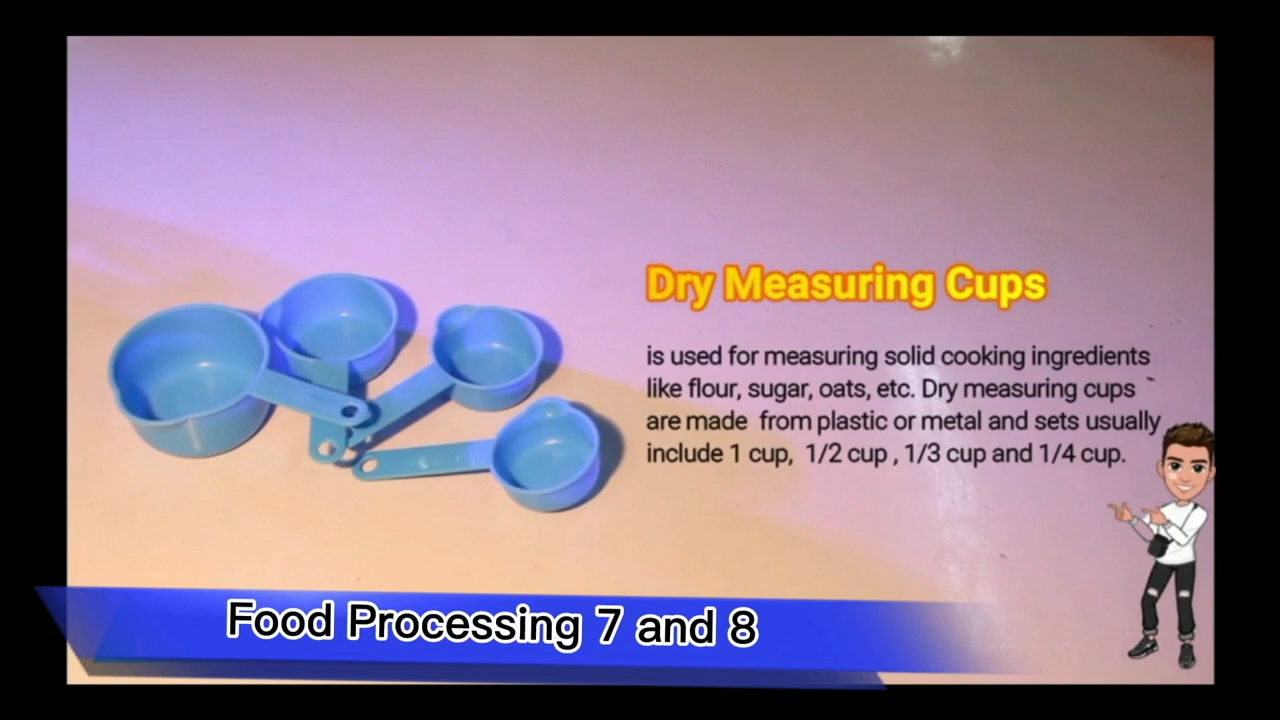 Dry Measuring Cups
is used for measuring solid cooking ingredients
like flour, sugar, oats, etc. Dry measuring cups
are made from plastic or metal and sets usually
include 1 cup, 1/2 cup , 1/3 cup and 1/4 cup.
Food Processing 7 and 8